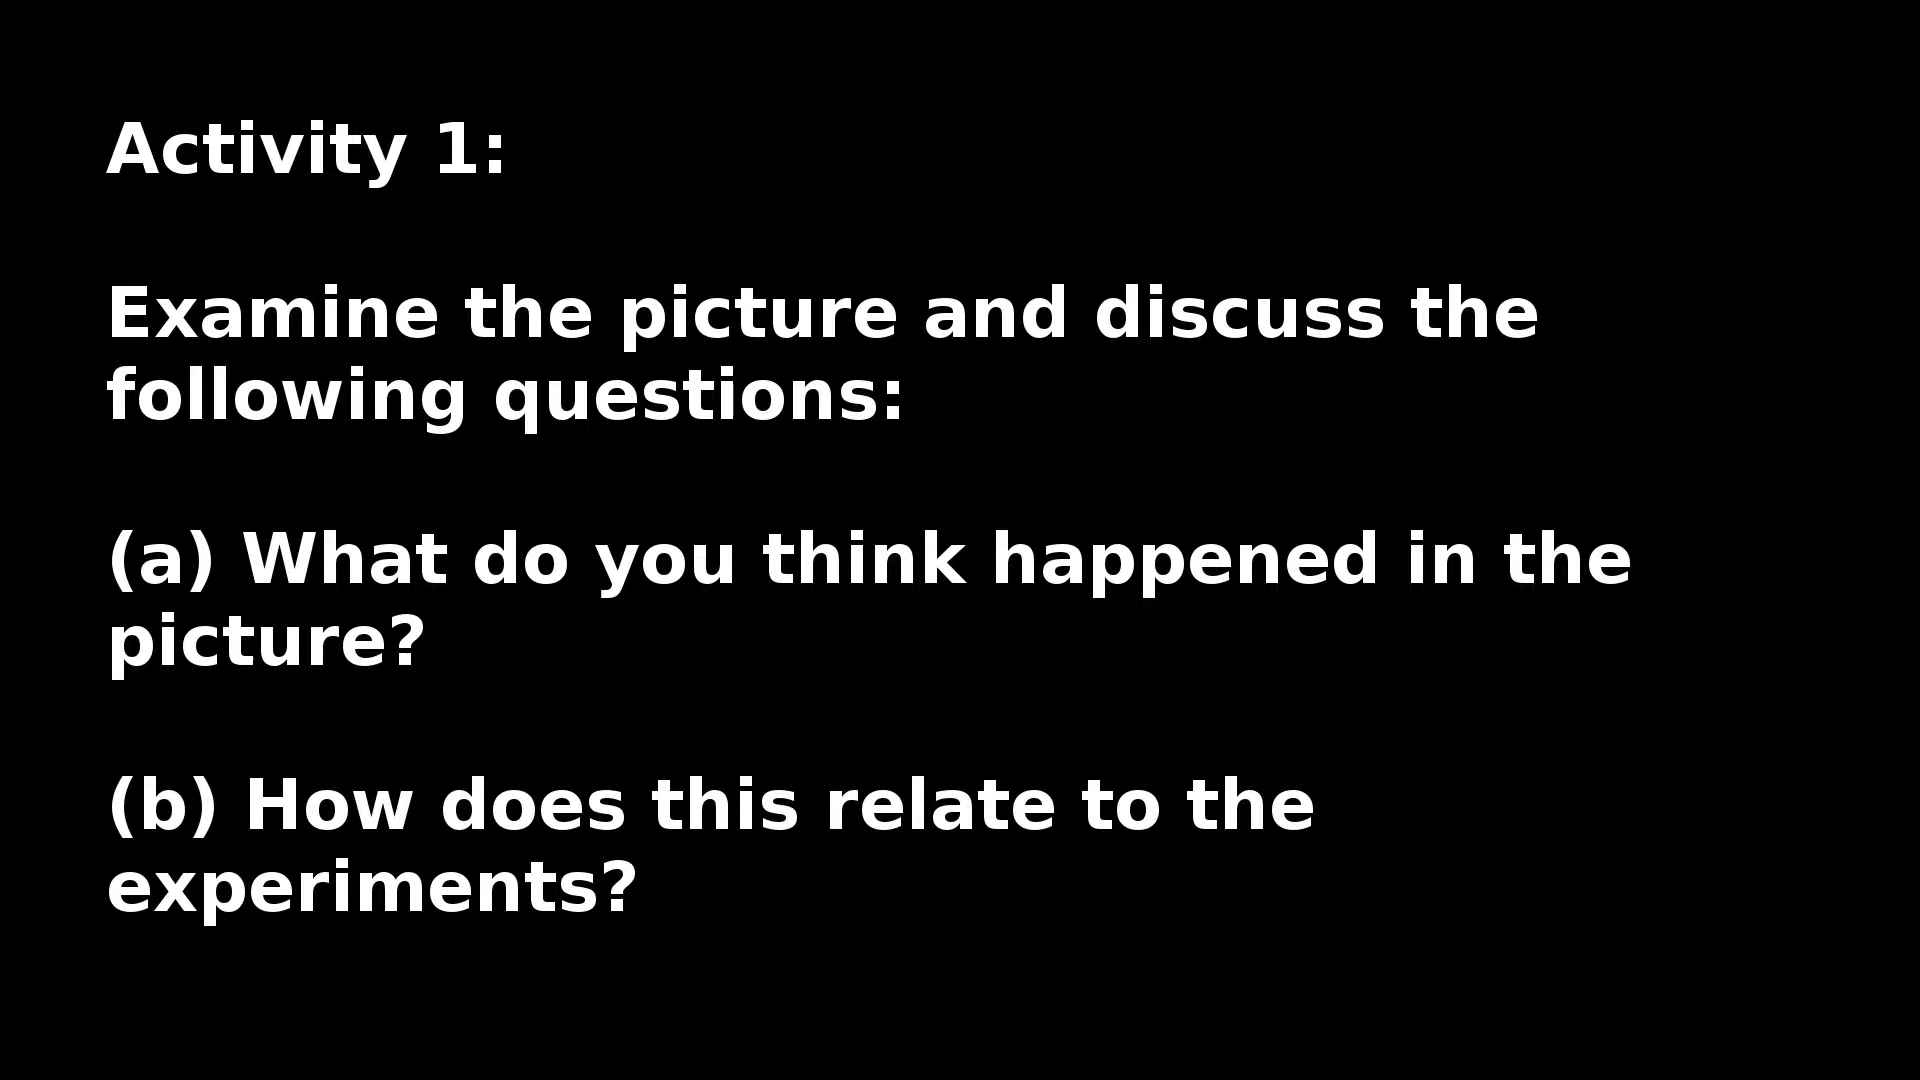 Activity 1:
Examine the picture and discuss the
following questions:
(a) What do you think happened in the
picture?
(b) How does this relate to the
experiments?